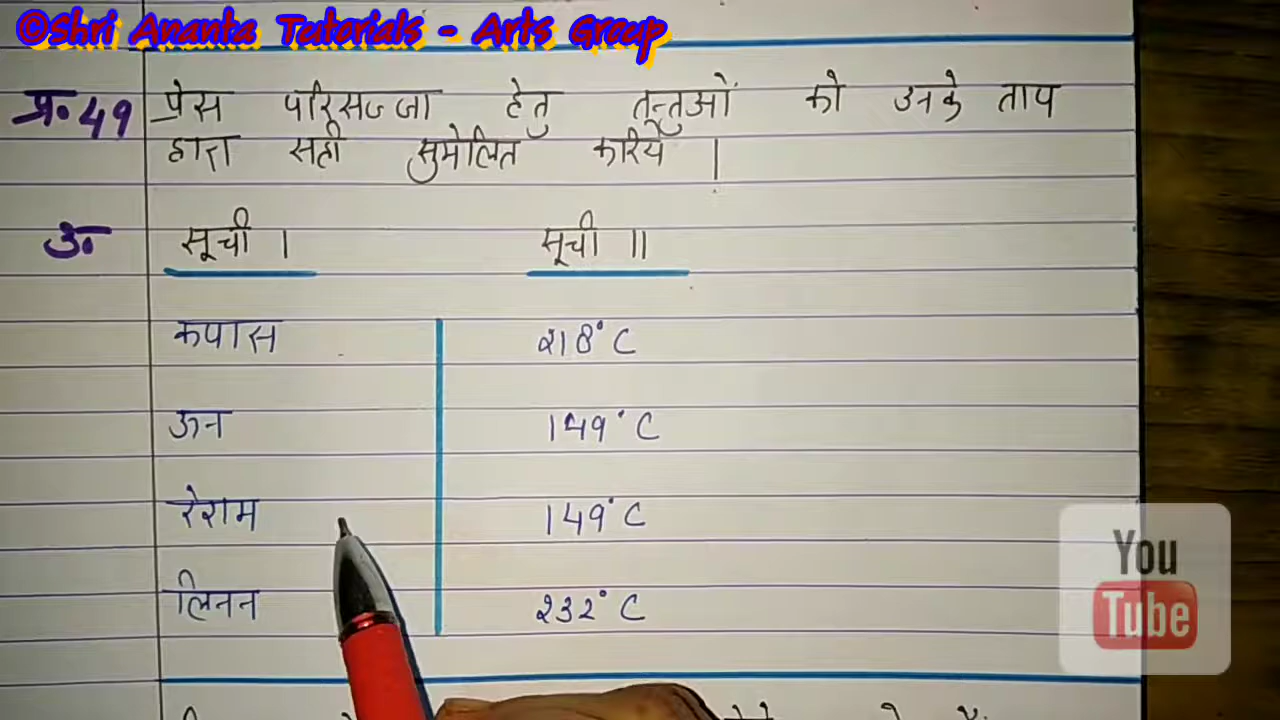 ©Shri Ananta Tutorials - Arts Group
प्र॰ 49 प्रेस परिसज्जा हेतु तन्तुओं को उनके ताप
द्वारा सही सुमेलित करिये |
उ॰ सूची । सूची ॥
कपास 218° C
ऊन 149° C
रेशम 149° C
लिनन 232° C
You
Tube